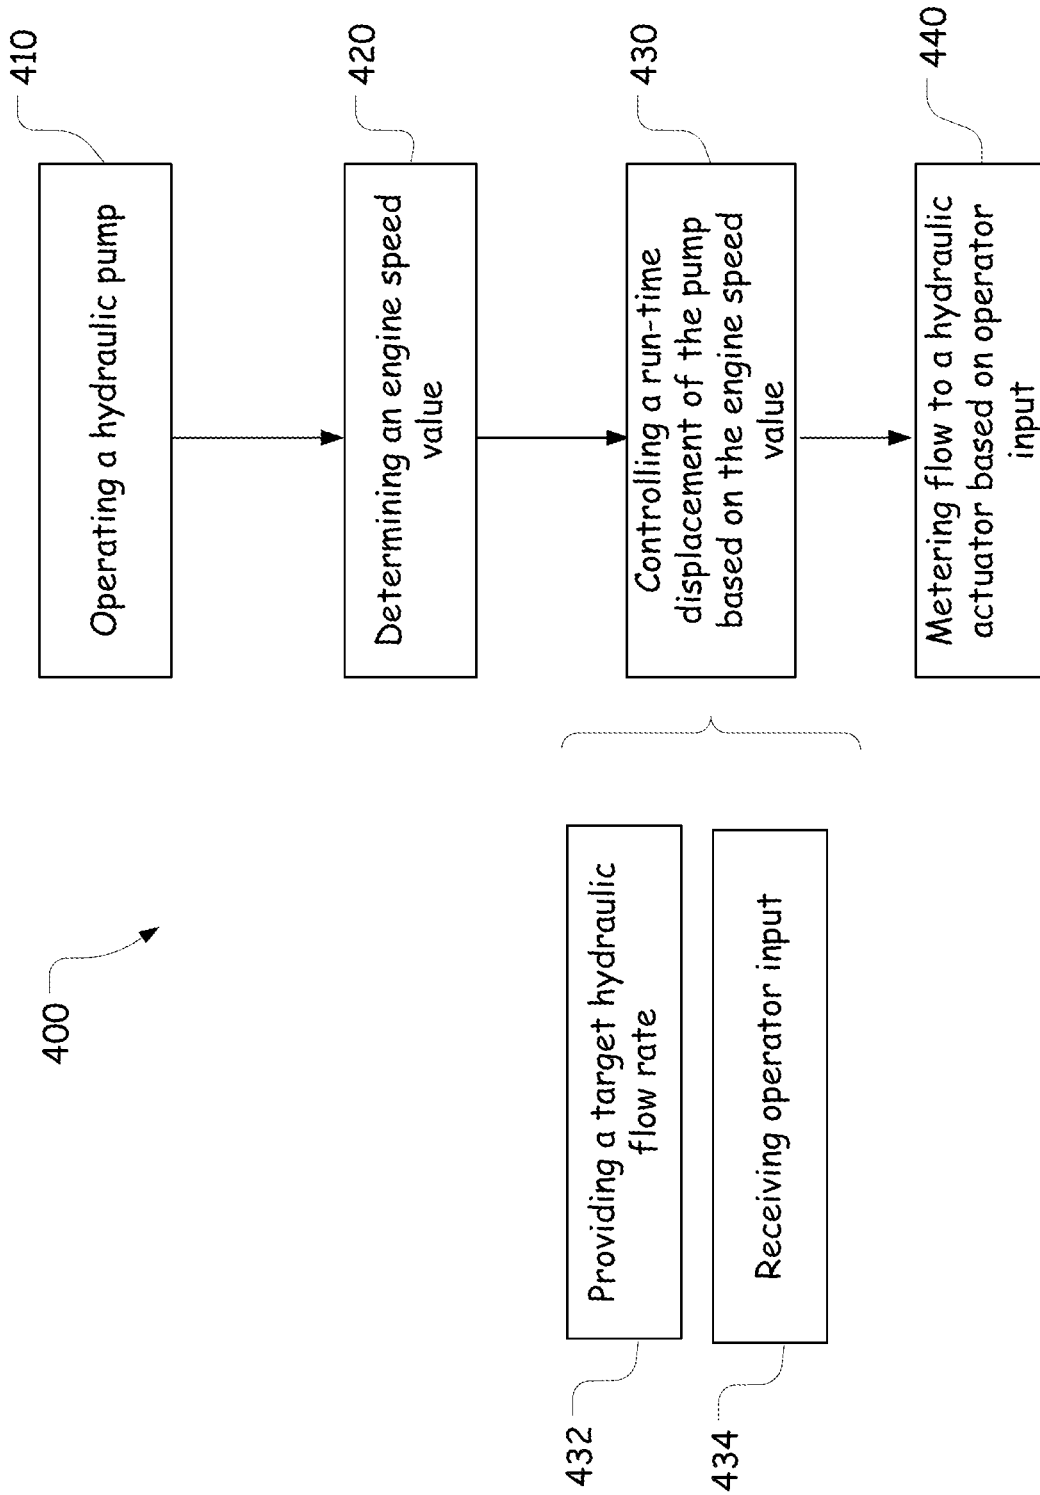 400
410
Operating a hydraulic pump
420
Determining an engine speed
value
430
Controlling a run-time
displacement of the pump
based on the engine speed
value
432
Providing a target hydraulic
flow rate
434
Receiving operator input
440
Metering flow to a hydraulic
actuator based on operator
input